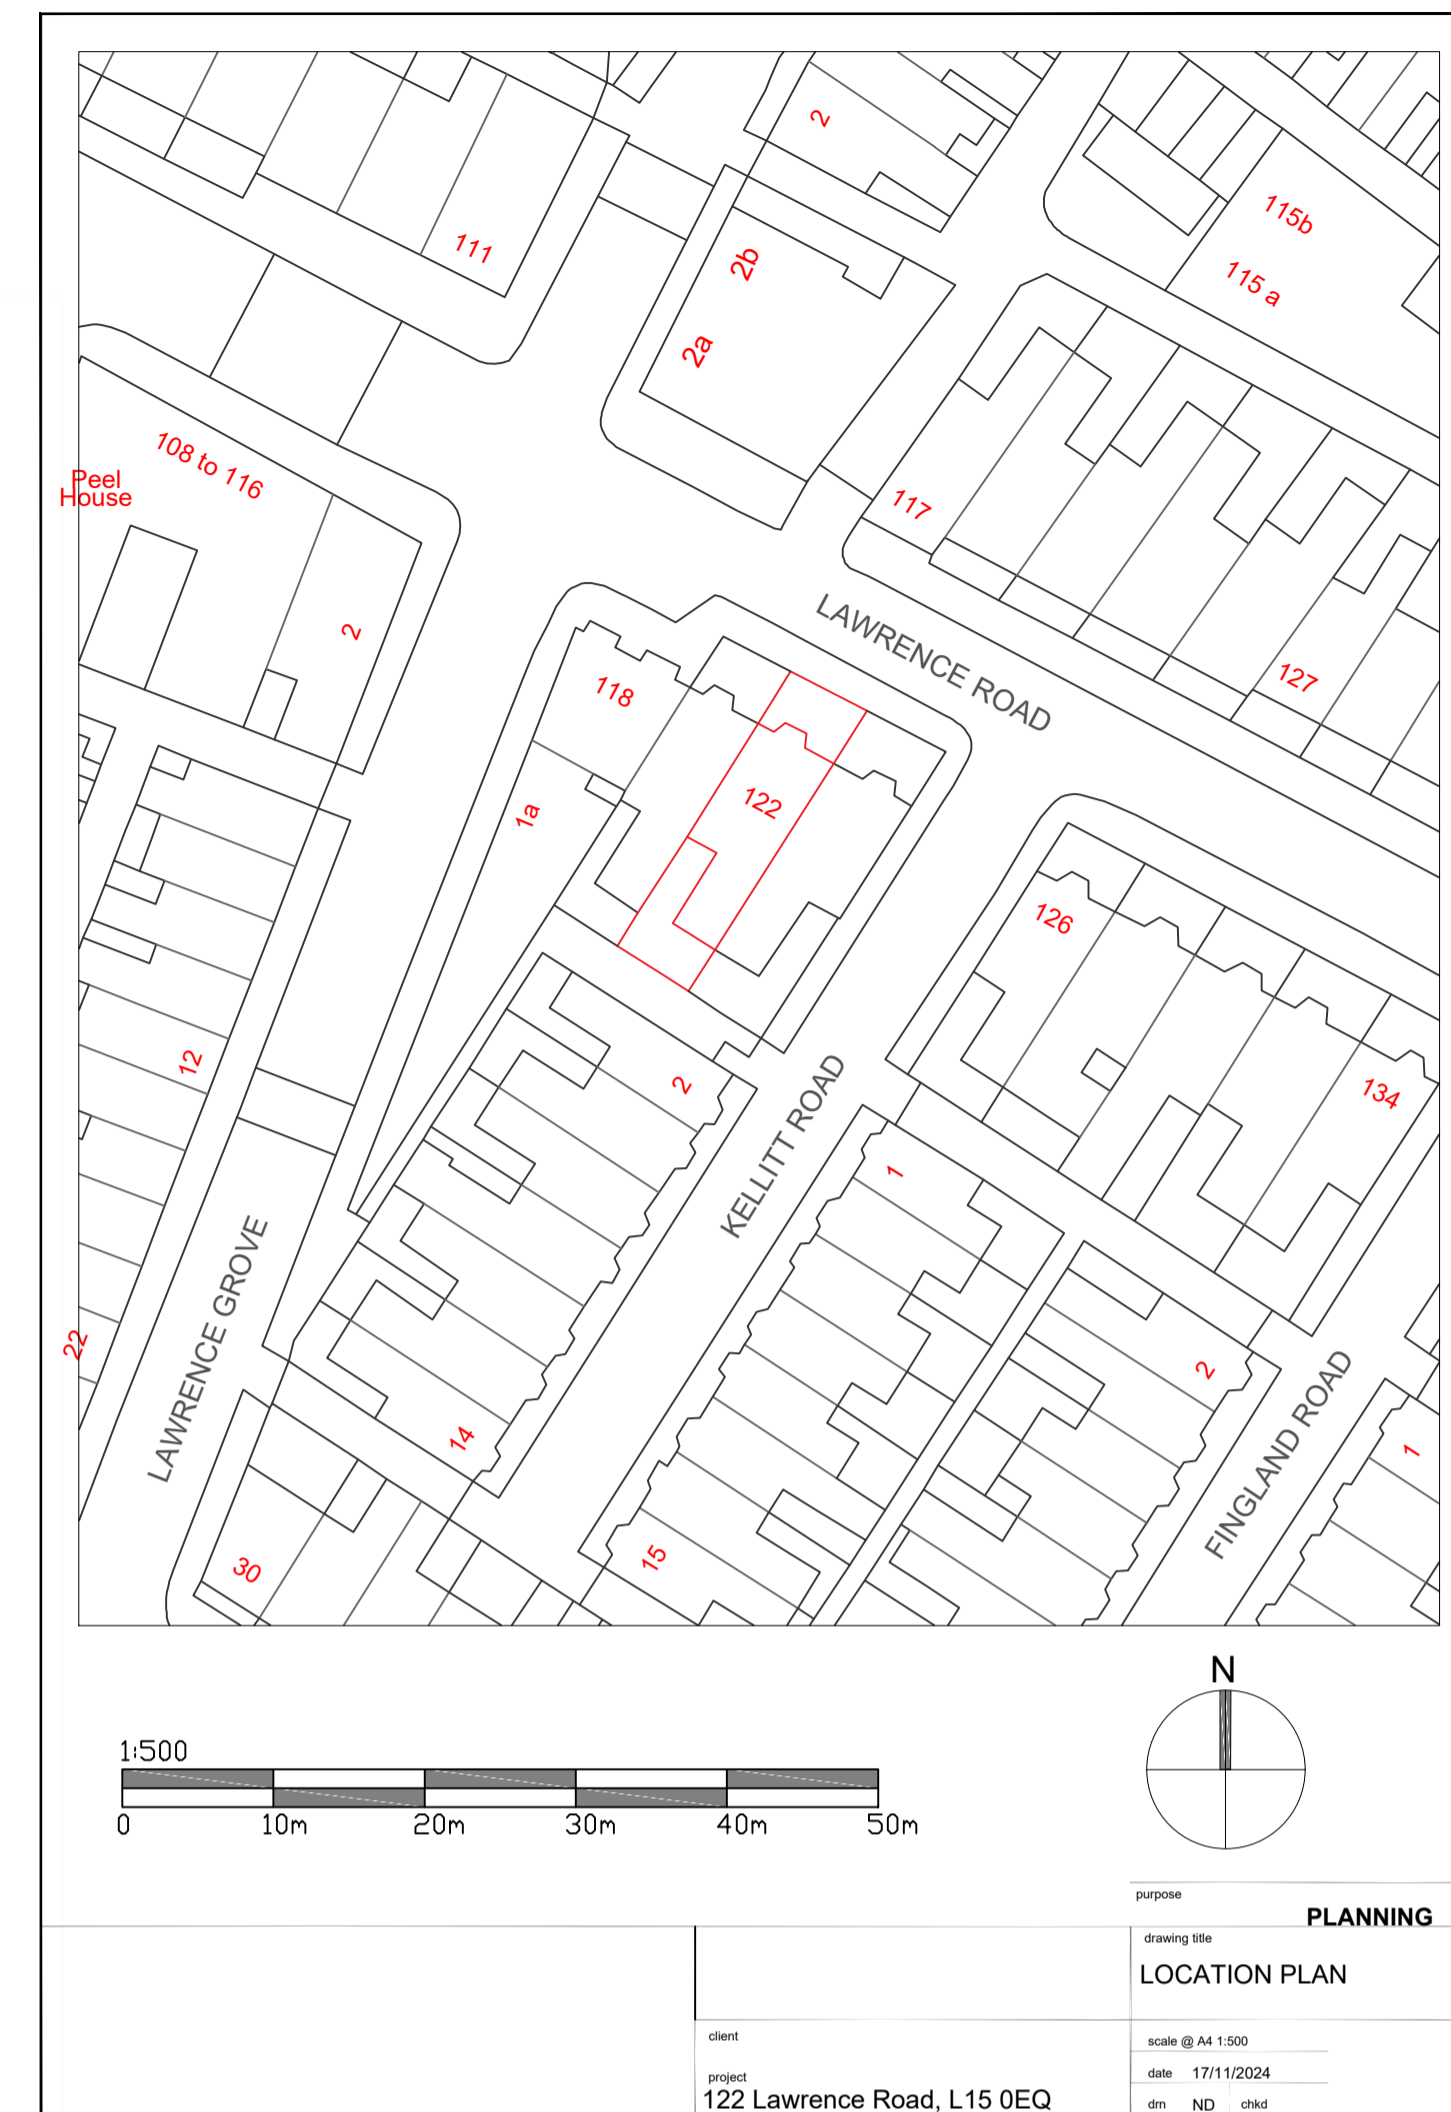 2
115b
111
2b
115 a
2a
108 to 116
Peel
House
117
LAWRENCE ROAD
2
118
127
122
1a
126
12
2
134
KELLITT ROAD
1
LAWRENCE GROVE
22
2
14
FINGLAND ROAD
1
15
30
N
1:500
0 10m 20m 30m 40m 50m
purpose
PLANNING
drawing title
LOCATION PLAN
client
scale @ A4 1:500
project
date 17/11/2024
122 Lawrence Road, L15 0EQ
drn ND chkd